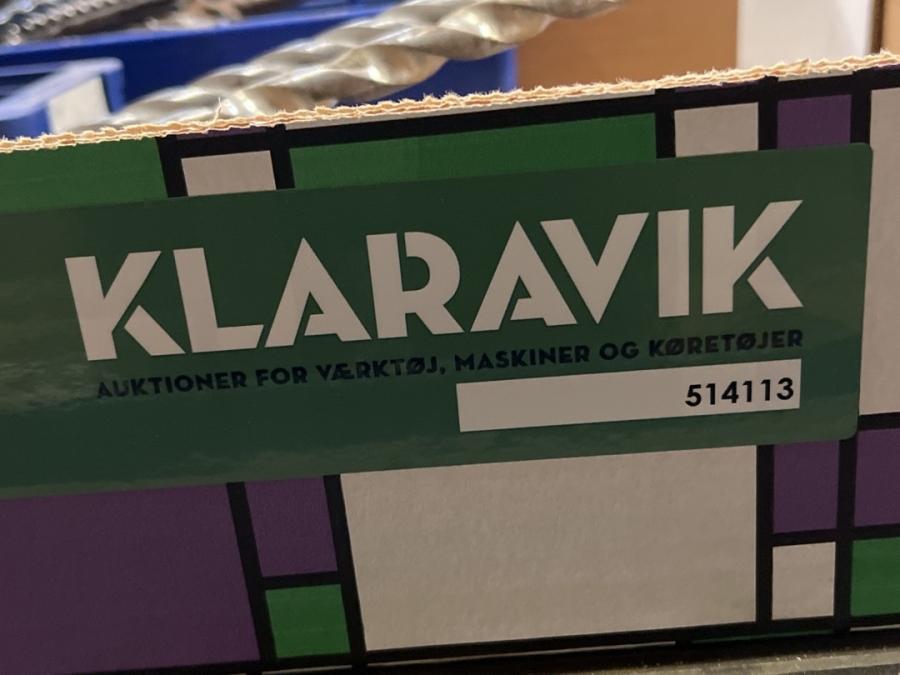 KLARAVIK
AUKTIONER FOR VÆRKTØJ, MASKINER OG KØRETØJER
514113